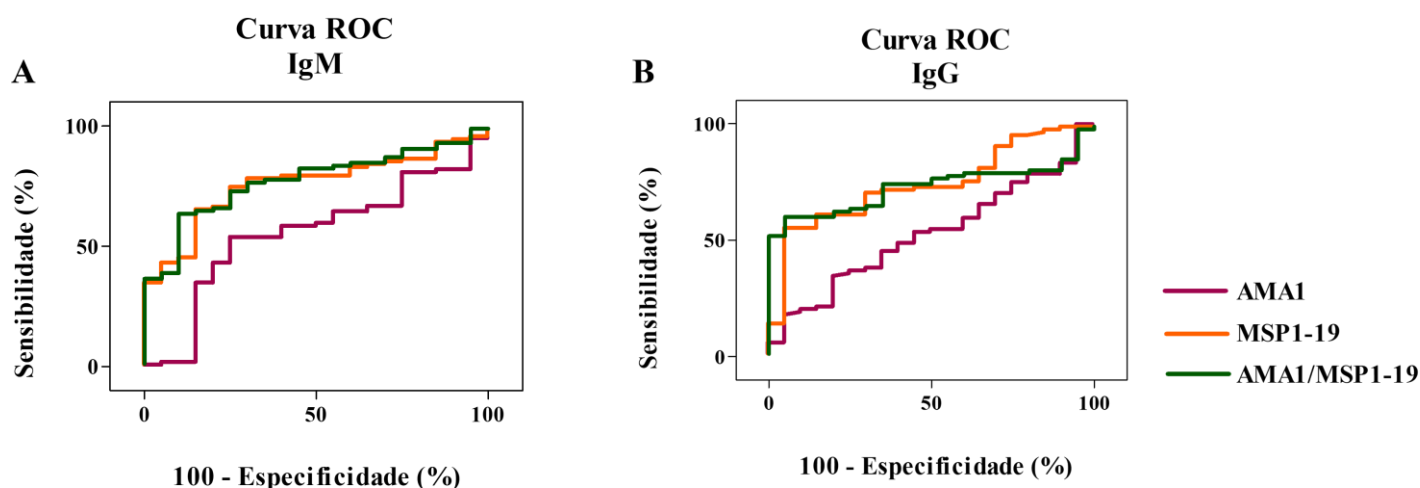 A
Curva ROC
IgM
Sensibilidade (%)
100
50
0
0
50
100
100 - Especificidade (%)
B
Curva ROC
IgG
Sensibilidade (%)
100
50
0
0
50
100
100 - Especificidade (%)
AMA1
MSP1-19
AMA1/MSP1-19